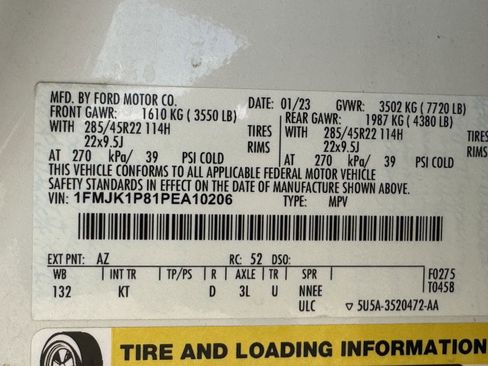 MFD. BY FORD MOTOR CO.
DATE: 01/23 GVWR: 3502 KG ( 7720 LB)
FRONT GAWR: 1610 KG ( 3550 LB) REAR GAWR: 1987 KG ( 4380 LB)
WITH 285/45R22 114H TIRES WITH 285/45R22 114H TIRES
22x9.5J RIMS 22x9.5J RIMS
AT 270 kPa/ 39 PSI COLD AT 270 kPa/ 39 PSI COLD
THIS VEHICLE CONFORMS TO ALL APPLICABLE FEDERAL MOTOR VEHICLE
SAFETY STANDARDS IN EFFECT ON THE DATE OF MANUFACTURE SHOWN ABOVE.
VIN: 1FMJK1P81PEA10206 TYPE: MPV
EXT PNT: AZ RC: 52 DSO:
WB INT TR TP/PS R AXLE TR SPR F0275
132 KT D 3L U NNEE T0458
ULC ▽ 5U5A-3520472-AA
TIRE AND LOADING INFORMATION